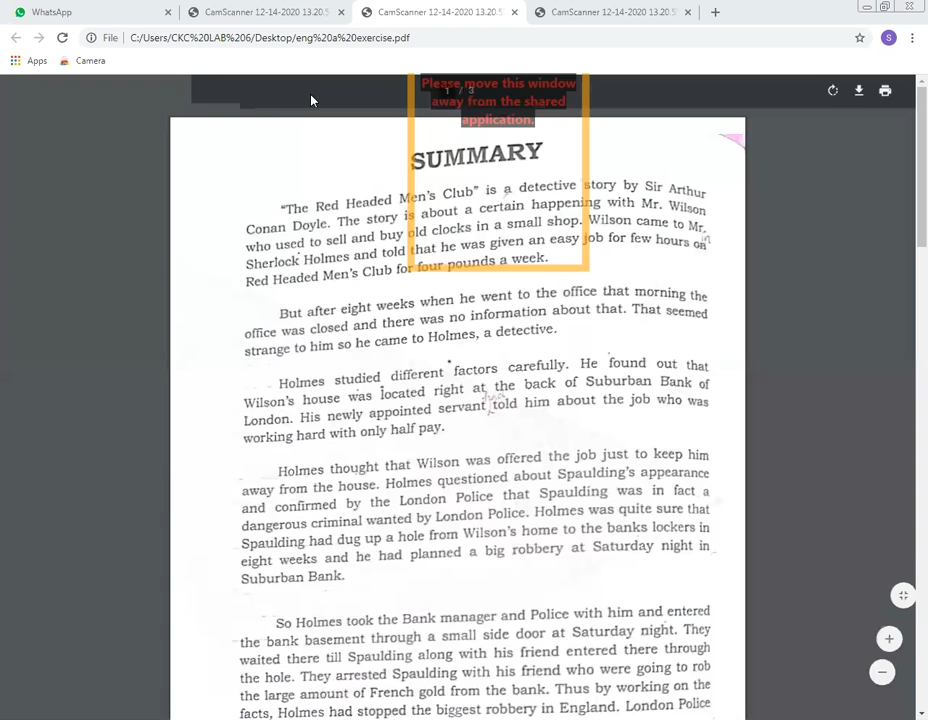 WhatsApp
CamScanner 12-14-2020 13.20.5
CamScanner 12-14-2020 13.20.5
CamScanner 12-14-2020 13.20.5
File
C:/Users/CKC%20LAB%206/Desktop/eng%20a%20exercise.pdf
S
Apps
Camera
1 / 3
Please move this window
away from the shared
application.
SUMMARY
"The Red Headed Men's Club" is a detective story by Sir Arthur
Conan Doyle. The story is about a certain happening with Mr. Wilson
who used to sell and buy old clocks in a small shop. Wilson came to Mr.
Sherlock Holmes and told that he was given an easy job for few hours on
in
Red Headed Men's Club for four pounds a week.
But after eight weeks when he went to the office that morning the
office was closed and there was no information about that. That seemed
strange to him so he came to Holmes, a detective.
Holmes studied different factors carefully. He found out that
Wilson's house was located right at the back of Suburban Bank of
had
London. His newly appointed servant told him about the job who was
working hard with only half pay.
Holmes thought that Wilson was offered the job just to keep him
away from the house. Holmes questioned about Spaulding's appearance
and confirmed by the London Police that Spaulding was in fact a
dangerous criminal wanted by London Police. Holmes was quite sure that
Spaulding had dug up a hole from Wilson's home to the banks lockers in
eight weeks and he had planned a big robbery at Saturday night in
Suburban Bank.
So Holmes took the Bank manager and Police with him and entered
the bank basement through a small side door at Saturday night. They
waited there till Spaulding along with his friend entered there through
the hole. They arrested Spaulding with his friend who were going to rob
the large amount of French gold from the bank. Thus by working on the
facts, Holmes had stopped the biggest robbery in England. London Police